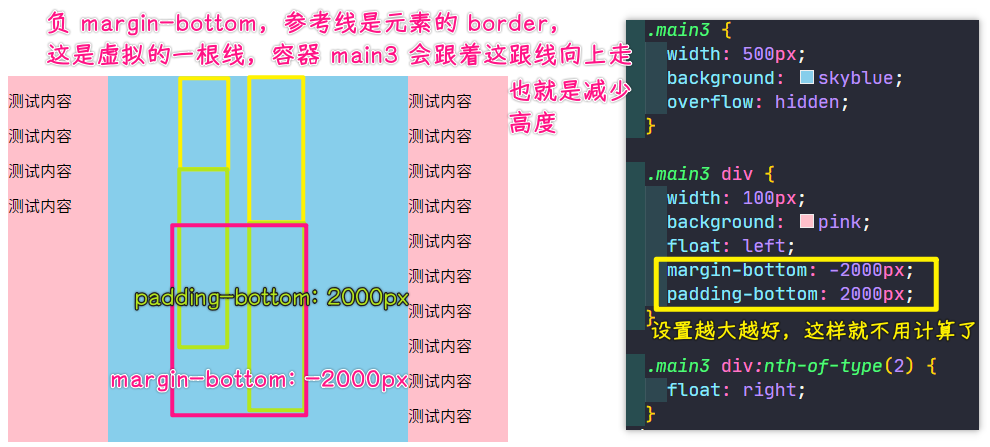 负 margin-bottom，参考线是元素的 border，
这是虚拟的一根线，容器 main3 会跟着这跟线向上走
也就是减少
高度
测试内容
测试内容
测试内容
测试内容
padding-bottom: 2000px
margin-bottom: -2000px
测试内容
测试内容
测试内容
测试内容
测试内容
测试内容
测试内容
测试内容
测试内容
测试内容
.main3 {
width: 500px;
background: skyblue;
overflow: hidden;
}
.main3 div {
width: 100px;
background: pink;
float: left;
margin-bottom: -2000px;
padding-bottom: 2000px;
}
设置越大越好，这样就不用计算了
.main3 div:nth-of-type(2) {
float: right;
}